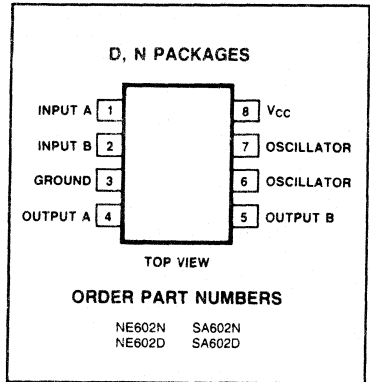 D, N PACKAGES
INPUT A 1 8 VCC
INPUT B 2 7 OSCILLATOR
GROUND 3 6 OSCILLATOR
OUTPUT A 4 5 OUTPUT B
TOP VIEW
ORDER PART NUMBERS
NE602N SA602N
NE602D SA602D